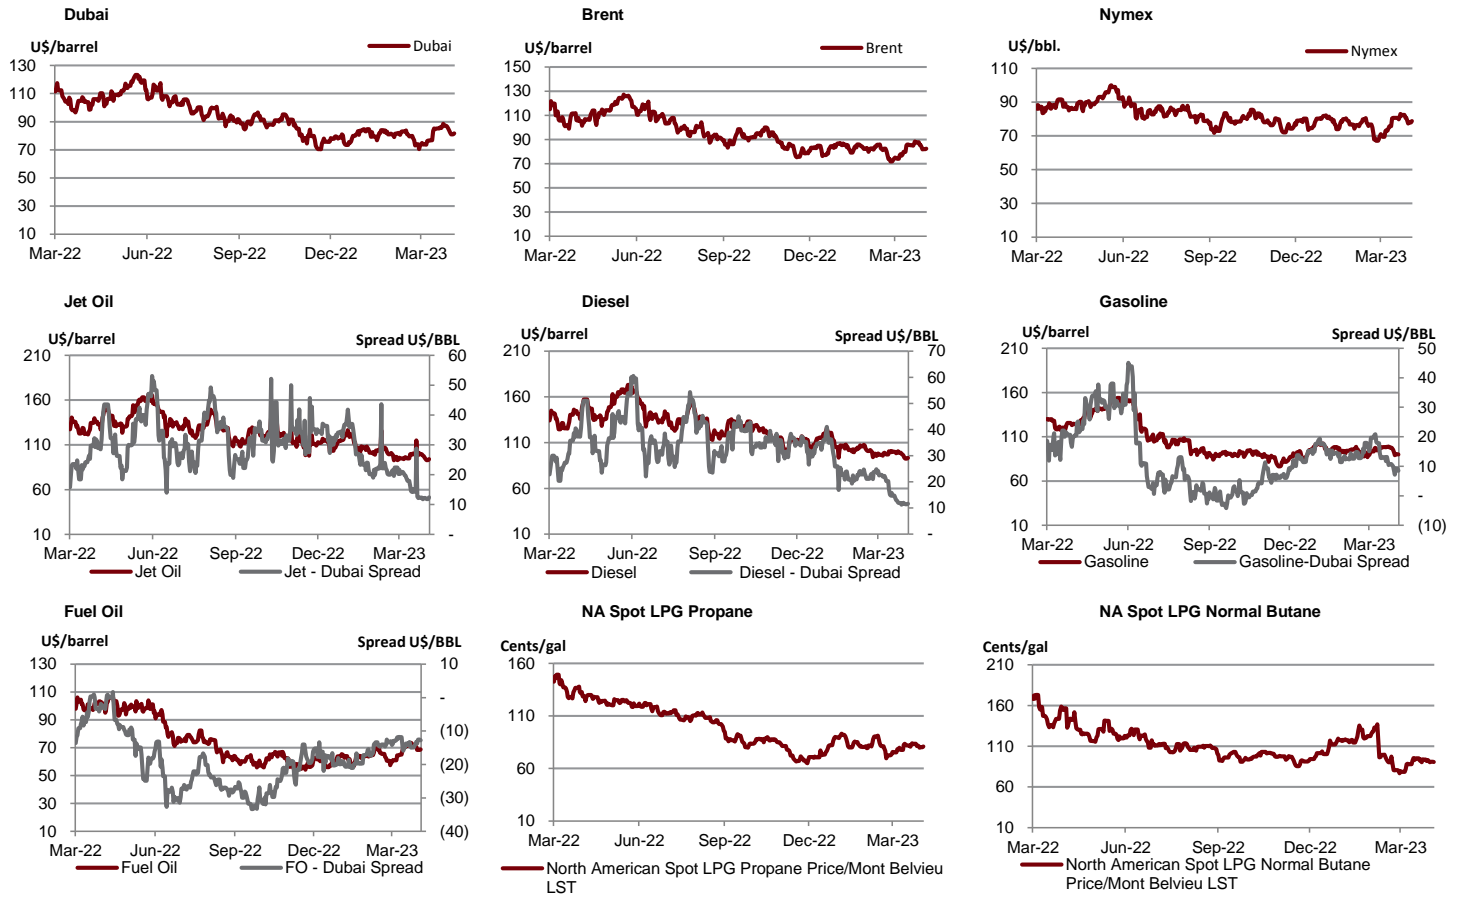 Dubai
U$/barrel
Dubai
130
110
90
70
50
30
10
Mar-22 Jun-22 Sep-22 Dec-22 Mar-23
Brent
U$/barrel
Brent
150
130
110
90
70
50
30
10
Mar-22 Jun-22 Sep-22 Dec-22 Mar-23
Nymex
U$/bbl.
Nymex
110
90
70
50
30
10
Mar-22 Jun-22 Sep-22 Dec-22 Mar-23
Jet Oil
U$/barrel Spread U$/BBL
210
160
110
60
10
60
50
40
30
20
10
-
Mar-22 Jun-22 Sep-22 Dec-22 Mar-23
Jet Oil Jet - Dubai Spread
Diesel
U$/barrel Spread U$/BBL
210
160
110
60
10
70
60
50
40
30
20
10
-
Mar-22 Jun-22 Sep-22 Dec-22 Mar-23
Diesel Diesel - Dubai Spread
Gasoline
U$/barrel Spread U$/BBL
210
160
110
60
10
50
40
30
20
10
-
(10)
Mar-22 Jun-22 Sep-22 Dec-22 Mar-23
Gasoline Gasoline-Dubai Spread
Fuel Oil
U$/barrel Spread U$/BBL
130
110
90
70
50
30
10
10
-
(10)
(20)
(30)
(40)
Mar-22 Jun-22 Sep-22 Dec-22 Mar-23
Fuel Oil FO - Dubai Spread
NA Spot LPG Propane
Cents/gal
160
110
60
10
Mar-22 Jun-22 Sep-22 Dec-22 Mar-23
North American Spot LPG Propane Price/Mont Belvieu
LST
NA Spot LPG Normal Butane
Cents/gal
210
160
110
60
10
Mar-22 Jun-22 Sep-22 Dec-22 Mar-23
North American Spot LPG Normal Butane
Price/Mont Belvieu LST